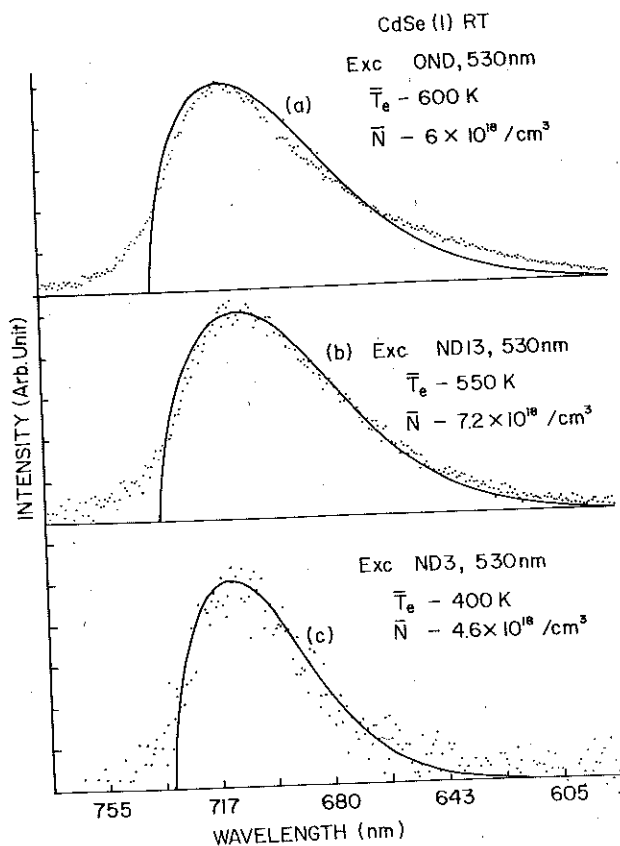 CdSe (I) RT
Exc OND, 530nm
T̅e – 600 K
N̅ – 6 × 10¹⁸ /cm³
(a)
(b) Exc ND13, 530nm
T̅e – 550 K
N̅ – 7.2 × 10¹⁸ /cm³
Exc ND3, 530nm
T̅e – 400 K
N̅ – 4.6 × 10¹⁸ /cm³
(c)
INTENSITY (Arb. Unit)
755 717 680 643 605
WAVELENGTH (nm)